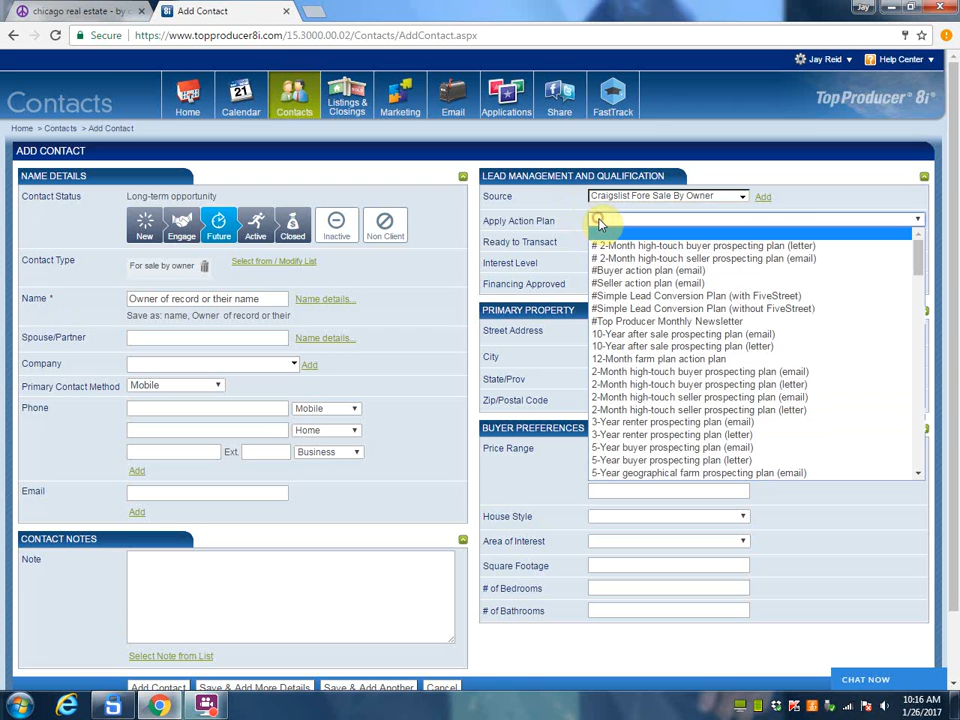 chicago real estate - by o
Add Contact
Jay
Secure
https://www.topproducer8i.com/15.3000.00.02/Contacts/AddContact.aspx
Jay Reid
Help Center
Contacts
Home
Calendar
Contacts
Listings & Closings
Marketing
Email
Applications
Share
FastTrack
Top Producer 8i
Home > Contacts > Add Contact
ADD CONTACT
NAME DETAILS
Contact Status
Long-term opportunity
New
Engage
Future
Active
Closed
Inactive
Non Client
Contact Type
For sale by owner
Select from / Modify List
Name *
Owner of record or their name
Name details...
Save as: name, Owner of record or their
Spouse/Partner
Name details...
Company
Add
Primary Contact Method
Mobile
Phone
Mobile
Home
Ext.
Business
Add
Email
Add
CONTACT NOTES
Note
Select Note from List
Add Contact
Save & Add More Details
Save & Add Another
Cancel
LEAD MANAGEMENT AND QUALIFICATION
Source
Craigslist Fore Sale By Owner
Add
Apply Action Plan
Ready to Transact
Interest Level
Financing Approved
# 2-Month high-touch buyer prospecting plan (letter)
# 2-Month high-touch seller prospecting plan (email)
#Buyer action plan (email)
#Seller action plan (email)
#Simple Lead Conversion Plan (with FiveStreet)
#Simple Lead Conversion Plan (without FiveStreet)
#Top Producer Monthly Newsletter
10-Year after sale prospecting plan (email)
10-Year after sale prospecting plan (letter)
12-Month farm plan action plan
2-Month high-touch buyer prospecting plan (email)
2-Month high-touch buyer prospecting plan (letter)
2-Month high-touch seller prospecting plan (email)
2-Month high-touch seller prospecting plan (letter)
3-Year renter prospecting plan (email)
3-Year renter prospecting plan (letter)
5-Year buyer prospecting plan (email)
5-Year buyer prospecting plan (letter)
5-Year geographical farm prospecting plan (email)
PRIMARY PROPERTY
Street Address
City
State/Prov
Zip/Postal Code
BUYER PREFERENCES
Price Range
House Style
Area of Interest
Square Footage
# of Bedrooms
# of Bathrooms
CHAT NOW
10:16 AM
1/26/2017